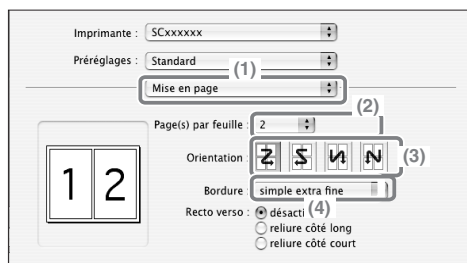 Imprimante : SCxxxxxx
Préréglages : Standard
(1)
Mise en page
(2)
Page(s) par feuille : 2
Orientation :
(3)
Bordure : simple extra fine
Recto verso : désacti
(4)
reliure côté long
reliure côté court
1 2